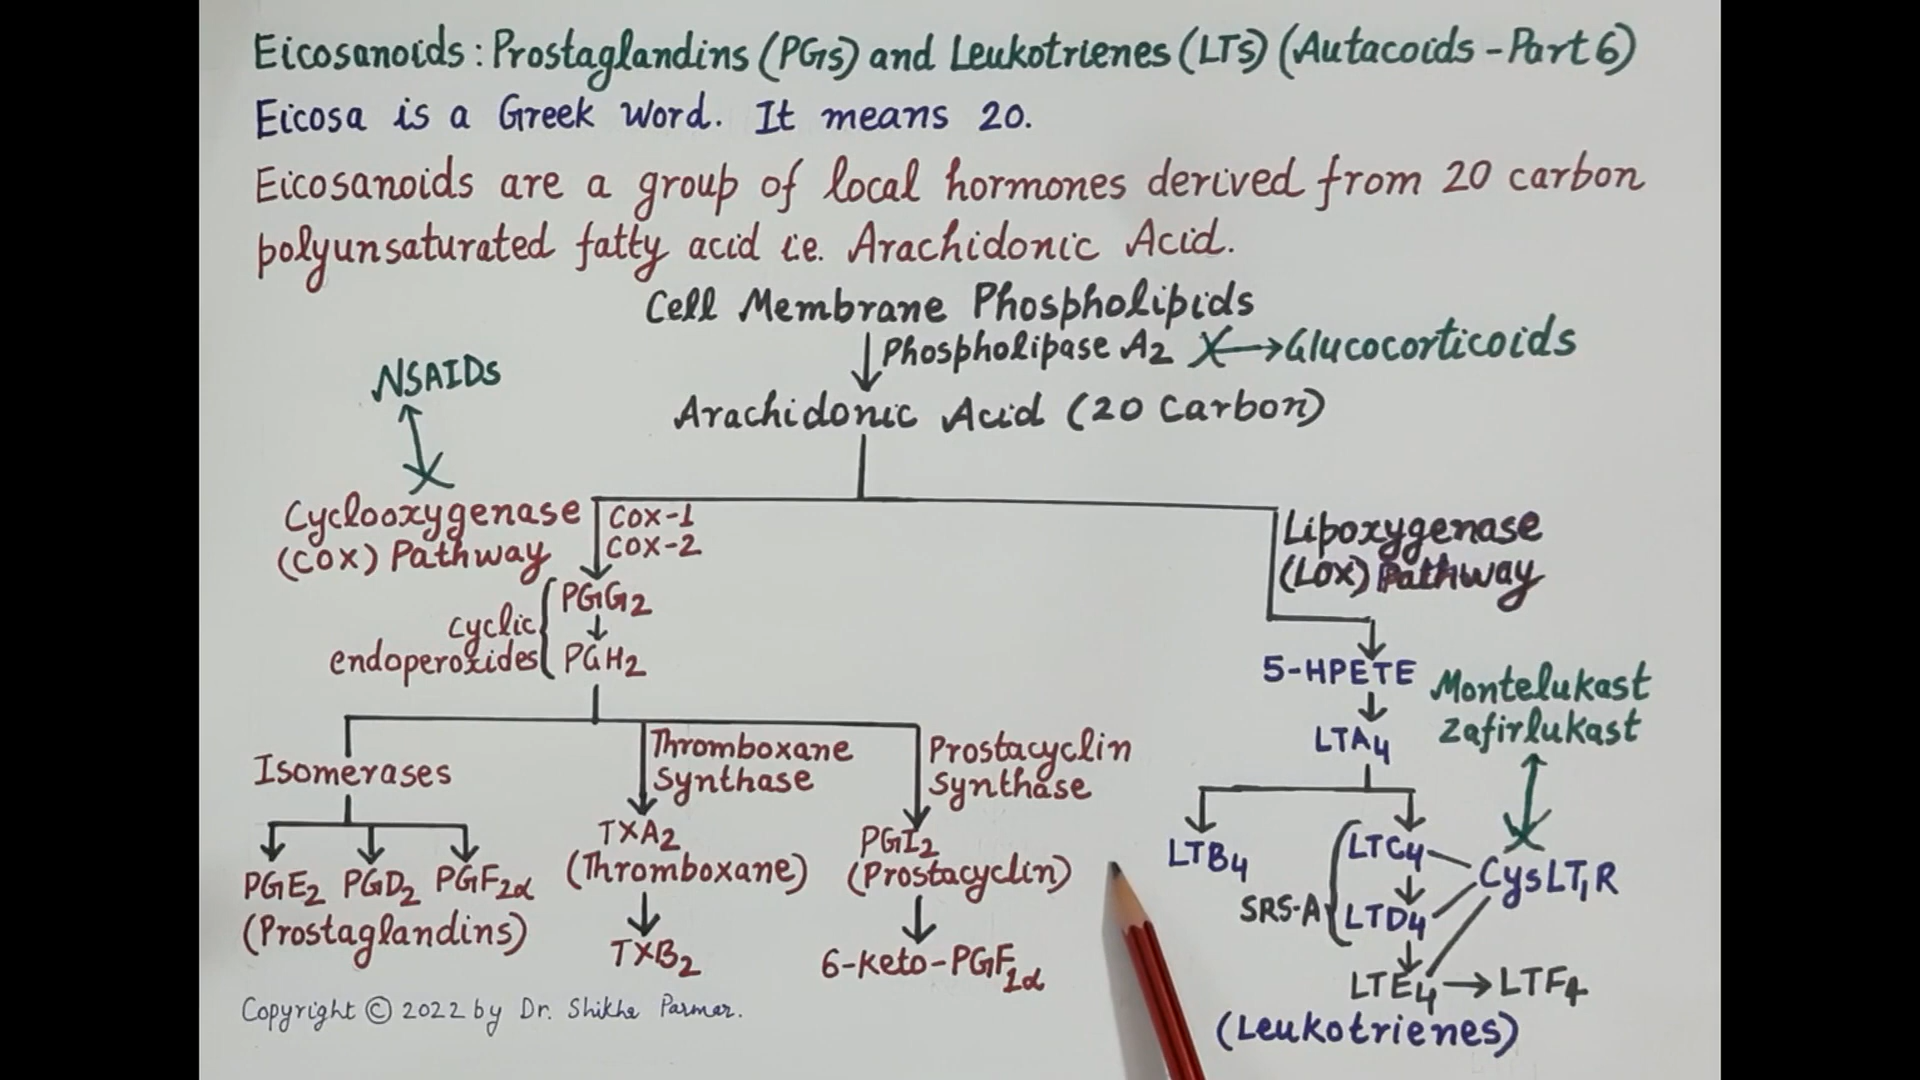 Eicosanoids: Prostaglandins (PGs) and Leukotrienes (LTs) (Autacoids - Part 6)
Eicosa is a Greek word. It means 20.
Eicosanoids are a group of local hormones derived from 20 carbon
polyunsaturated fatty acid i.e. Arachidonic Acid.
Cell Membrane Phospholipids
Phospholipase A2 X→Glucocorticoids
NSAIDs
Arachidonic Acid (20 Carbon)
Cyclooxygenase
(COX) Pathway
COX-1
COX-2
Lipoxygenase
(LOX) Pathway
PGG2
cyclic
endoperoxides
PGH2
5-HPETE
Montelukast
Zafirlukast
LTA4
Isomerases
Thromboxane
Synthase
Prostacyclin
Synthase
PGE2 PGD2 PGF2α
(Prostaglandins)
TXA2
(Thromboxane)
TXB2
PGI2
(Prostacyclin)
6-Keto-PGF1α
LTB4
LTC4
CysLT1R
SRS-A
LTD4
LTE4→LTF4
(Leukotrienes)
Copyright © 2022 by Dr. Shikha Parmar.